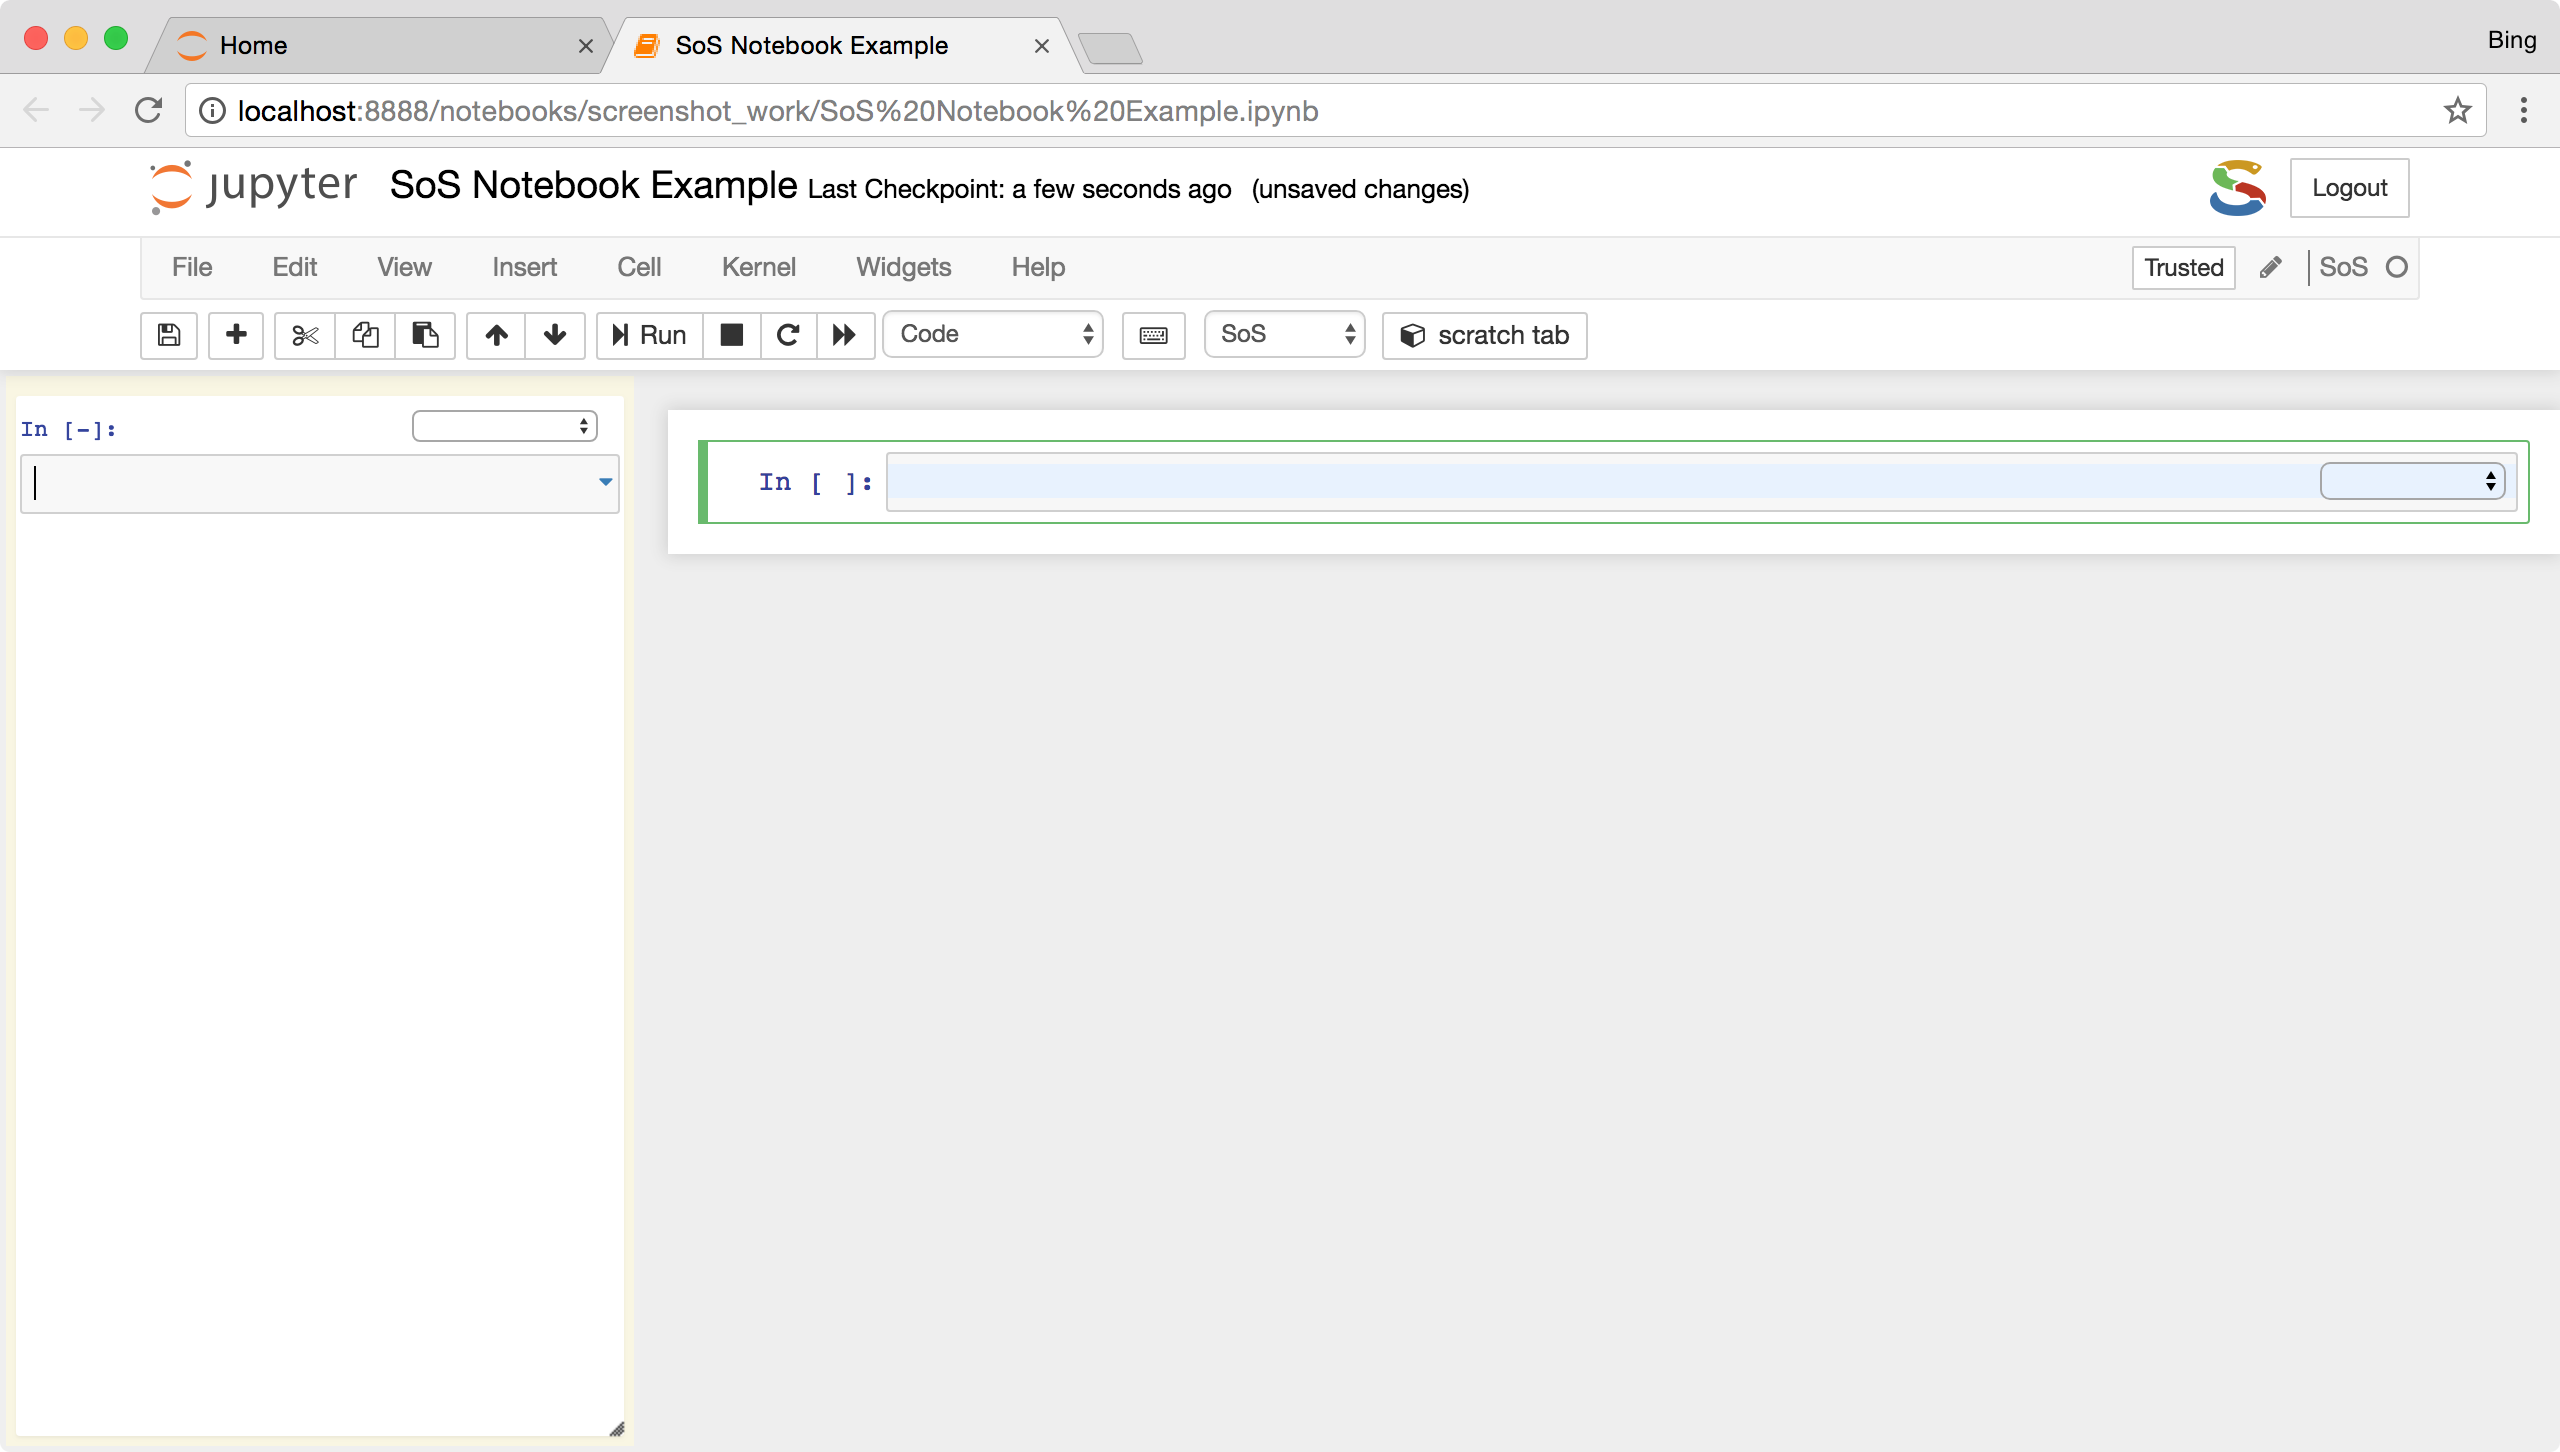 Home
SoS Notebook Example
Bing
localhost:8888/notebooks/screenshot_work/SoS%20Notebook%20Example.ipynb
jupyter SoS Notebook Example Last Checkpoint: a few seconds ago (unsaved changes)
Logout
File Edit View Insert Cell Kernel Widgets Help
Trusted SoS
Run Code SoS scratch tab
In [-]:
In [ ]: